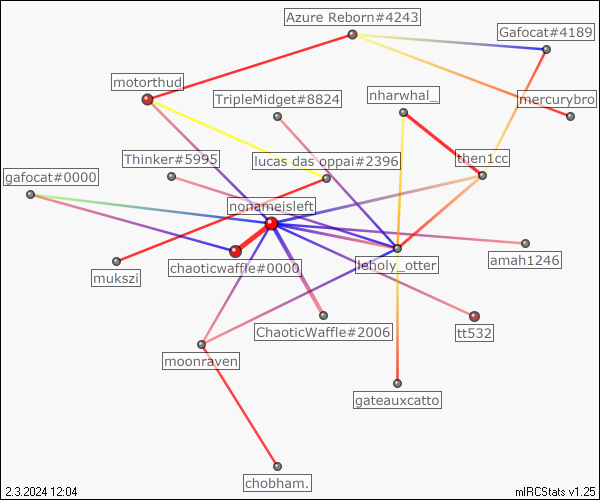 Azure Reborn#4243
Gafocat#4189
motorthud
TripleMidget#8824
nharwhal_
mercurybro
Thinker#5995
lucas das oppai#2396
then1cc
gafocat#0000
nonameisleft
mukszi
chaoticwaffle#0000
leholy_otter
amah1246
ChaoticWaffle#2006
tt532
moonraven
gateauxcatto
chobham.
2.3.2024 12:04
mIRCStats v1.25